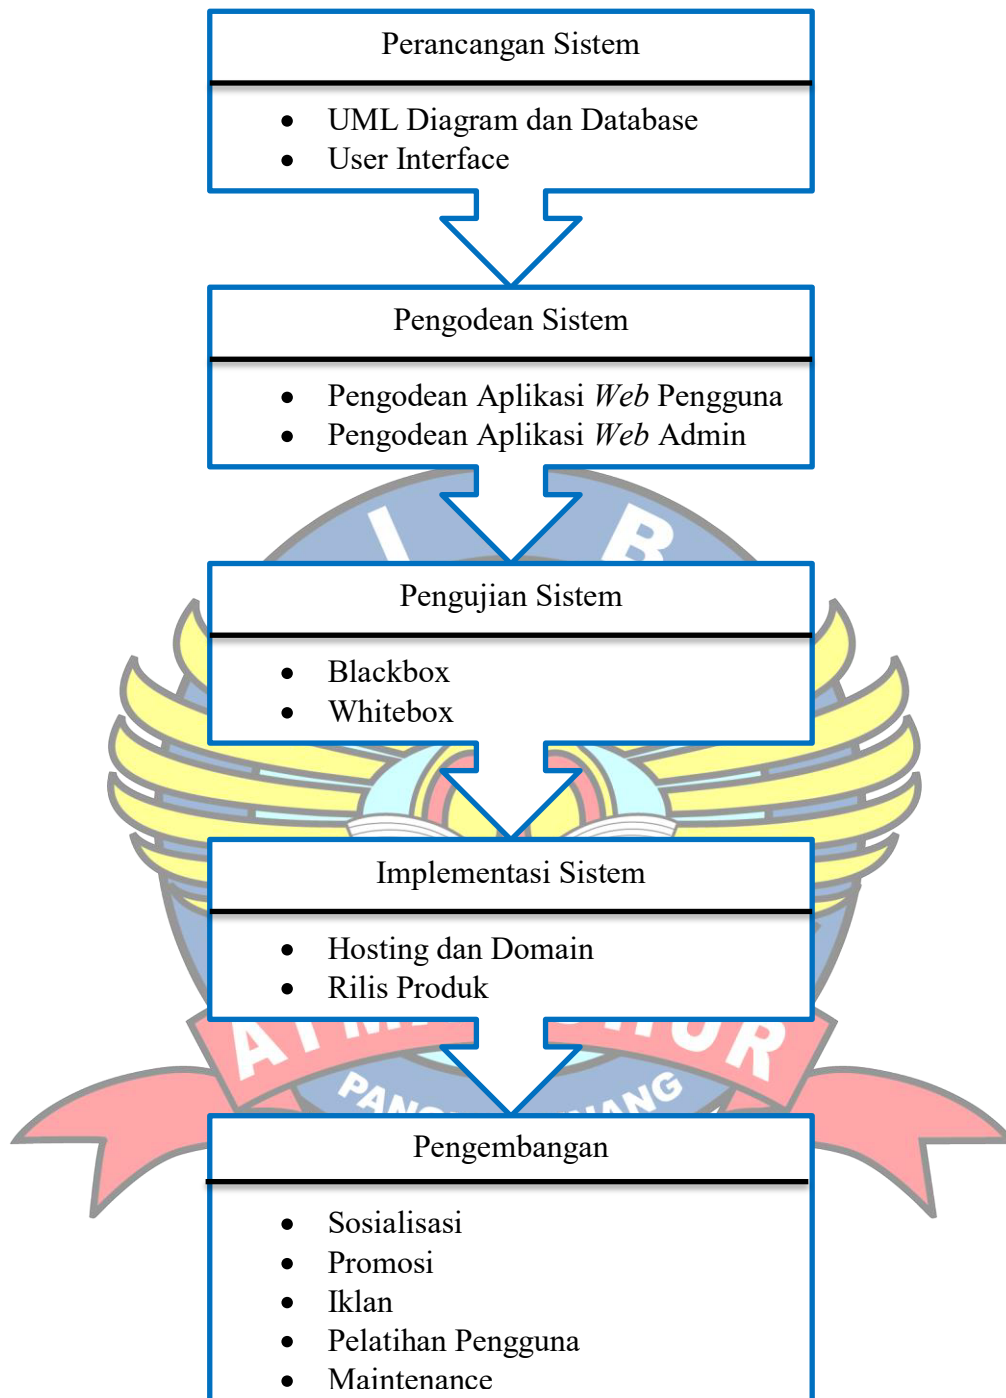 Perancangan Sistem
• UML Diagram dan Database
• User Interface
Pengodean Sistem
• Pengodean Aplikasi Web Pengguna
• Pengodean Aplikasi Web Admin
I B
Pengujian Sistem
• Blackbox
• Whitebox
Implementasi Sistem
• Hosting dan Domain
• Rilis Produk
Pengembangan
• Sosialisasi
• Promosi
• Iklan
• Pelatihan Pengguna
• Maintenance